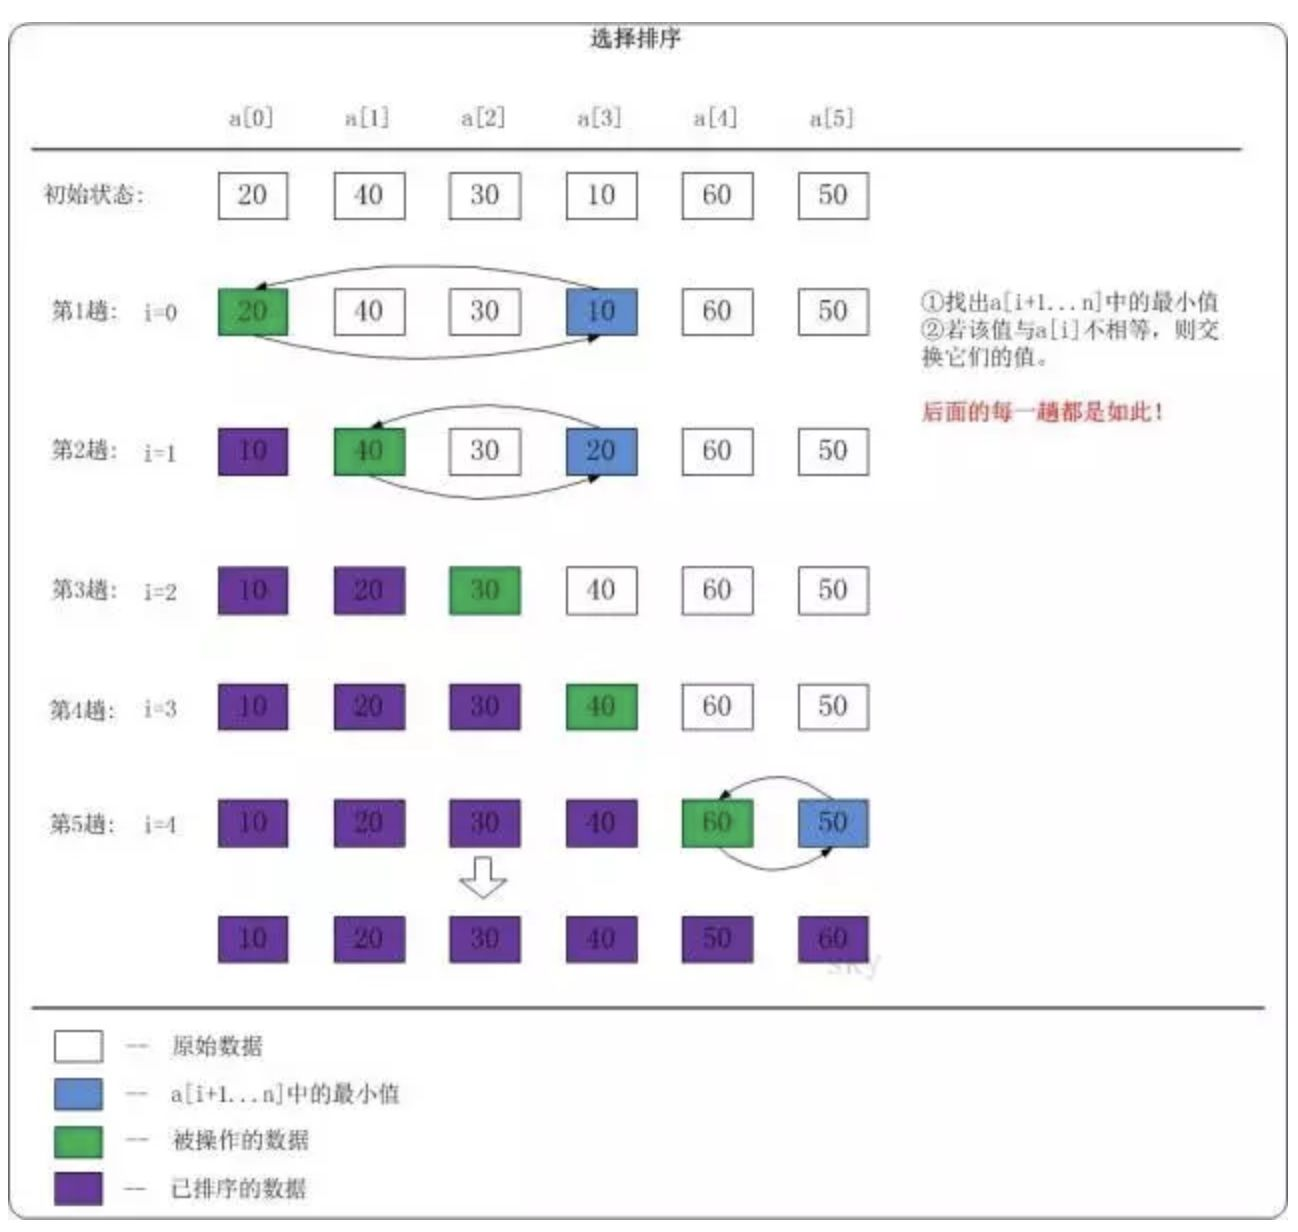 选择排序
a[0] a[1] a[2] a[3] a[4] a[5]
初始状态: 20 40 30 10 60 50
第1趟: i=0 20 40 30 10 60 50
①找出a[i+1...n]中的最小值
②若该值与a[i]不相等，则交
换它们的值。
后面的每一趟都是如此！
第2趟: i=1 10 40 30 20 60 50
第3趟: i=2 10 20 30 40 60 50
第4趟: i=3 10 20 30 40 60 50
第5趟: i=4 10 20 30 40 60 50
10 20 30 40 50 60
sky
-- 原始数据
-- a[i+1...n]中的最小值
-- 被操作的数据
-- 已排序的数据